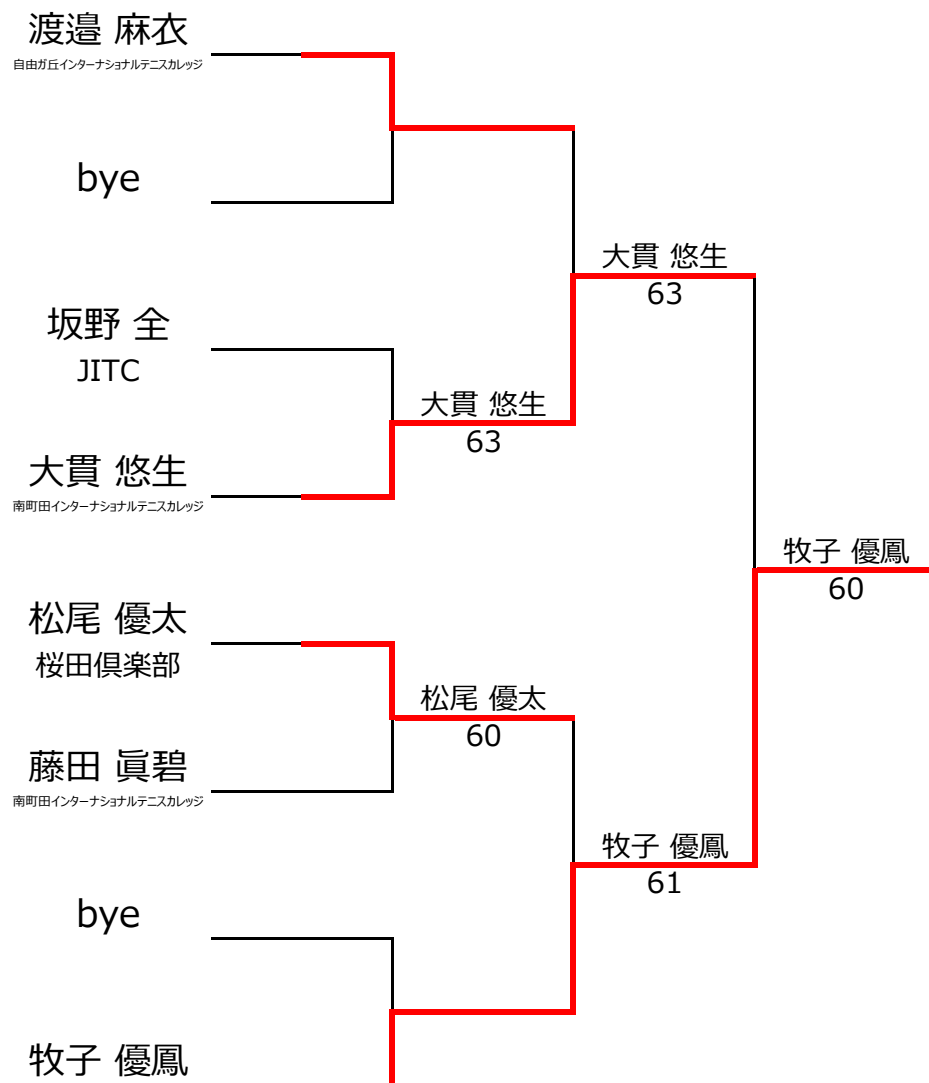 渡邉 麻衣
自由ガ丘インターナショナルテニスカレッジ
bye
大貫 悠生
63
坂野 全
JITC
大貫 悠生
63
大貫 悠生
南町田インターナショナルテニスカレッジ
牧子 優鳳
60
松尾 優太
桜田倶楽部
松尾 優太
60
藤田 眞碧
南町田インターナショナルテニスカレッジ
牧子 優鳳
61
bye
牧子 優鳳